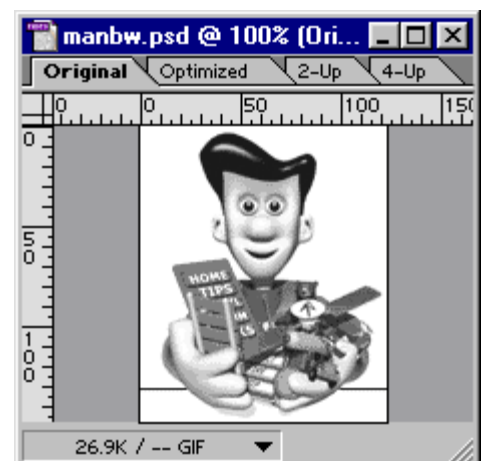 manbw.psd @ 100% (Ori...
Original Optimized 2-Up 4-Up
0 0 50 100 150
0
50
100
HOME
TIPS
26.9K / -- GIF